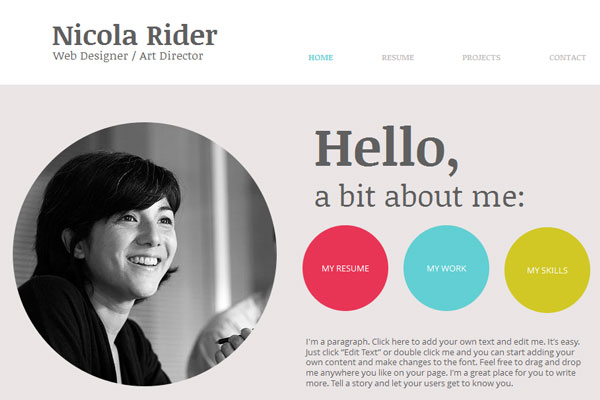 Nicola Rider
Web Designer / Art Director
HOME RESUME PROJECTS CONTACT
Hello,
a bit about me:
MY RESUME MY WORK MY SKILLS
I'm a paragraph. Click here to add your own text and edit me. It's easy.
Just click "Edit Text" or double click me and you can start adding your
own content and make changes to the font. Feel free to drag and drop
me anywhere you like on your page. I'm a great place for you to write
more. Tell a story and let your users get to know you.